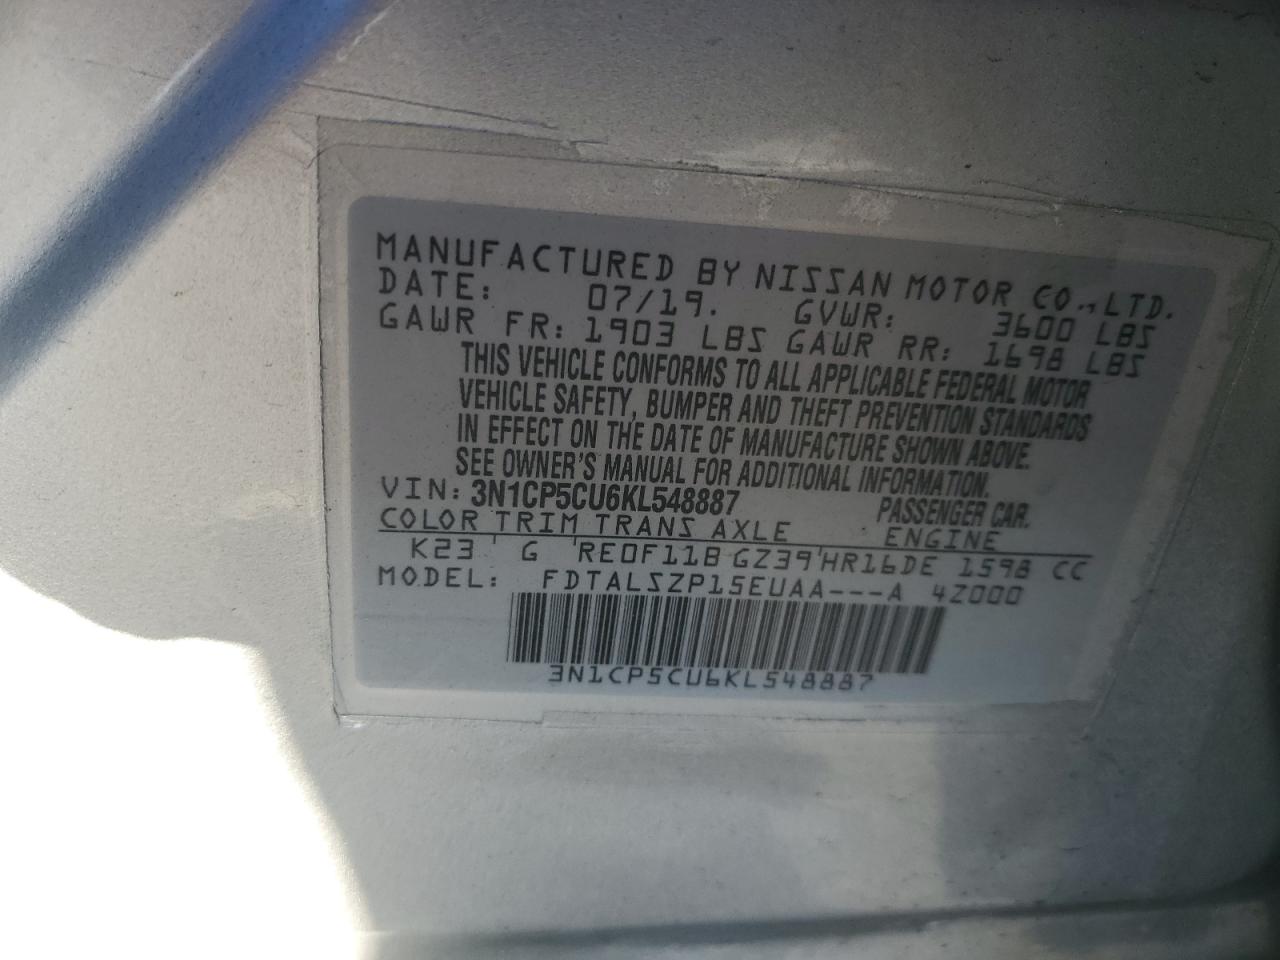 MANUFACTURED BY NISSAN MOTOR CO., LTD.
DATE: 07/19. GVWR: 3600 LBS
GAWR FR: 1903 LBS GAWR RR: 1698 LBS
THIS VEHICLE CONFORMS TO ALL APPLICABLE FEDERAL MOTOR
VEHICLE SAFETY, BUMPER AND THEFT PREVENTION STANDARDS
IN EFFECT ON THE DATE OF MANUFACTURE SHOWN ABOVE.
SEE OWNER'S MANUAL FOR ADDITIONAL INFORMATION.
VIN: 3N1CP5CU6KL548887 PASSENGER CAR.
COLOR TRIM TRANS AXLE ENGINE
K23 ' G 'RE0F11B GZ39'HR16DE 1598 CC
MODEL: FDTALSZP15EUAA---A 4Z000
3N1CP5CU6KL548887